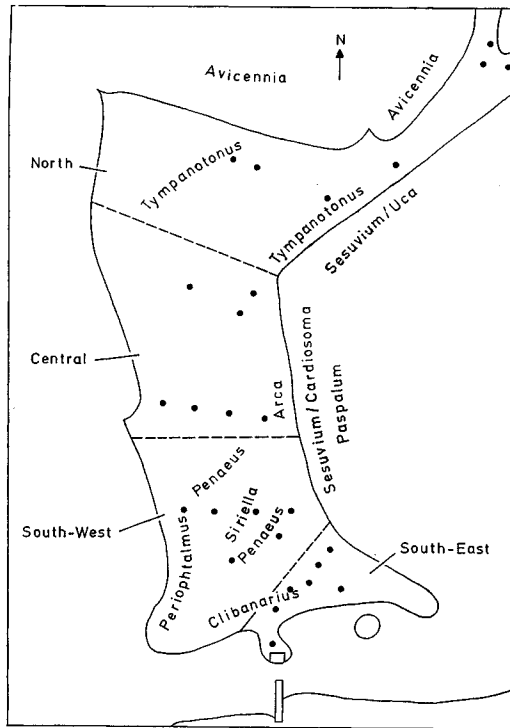 N
Avicennia
Avicennia
North
Tympanotonus
Tympanotonus
Sesuvium/Uca
Central
Arca
Sesuvium/Cardiosoma
Paspalum
Penaeus
Siriella
Penaeus
South-West
Periophtalmus
South-East
Clibanarius